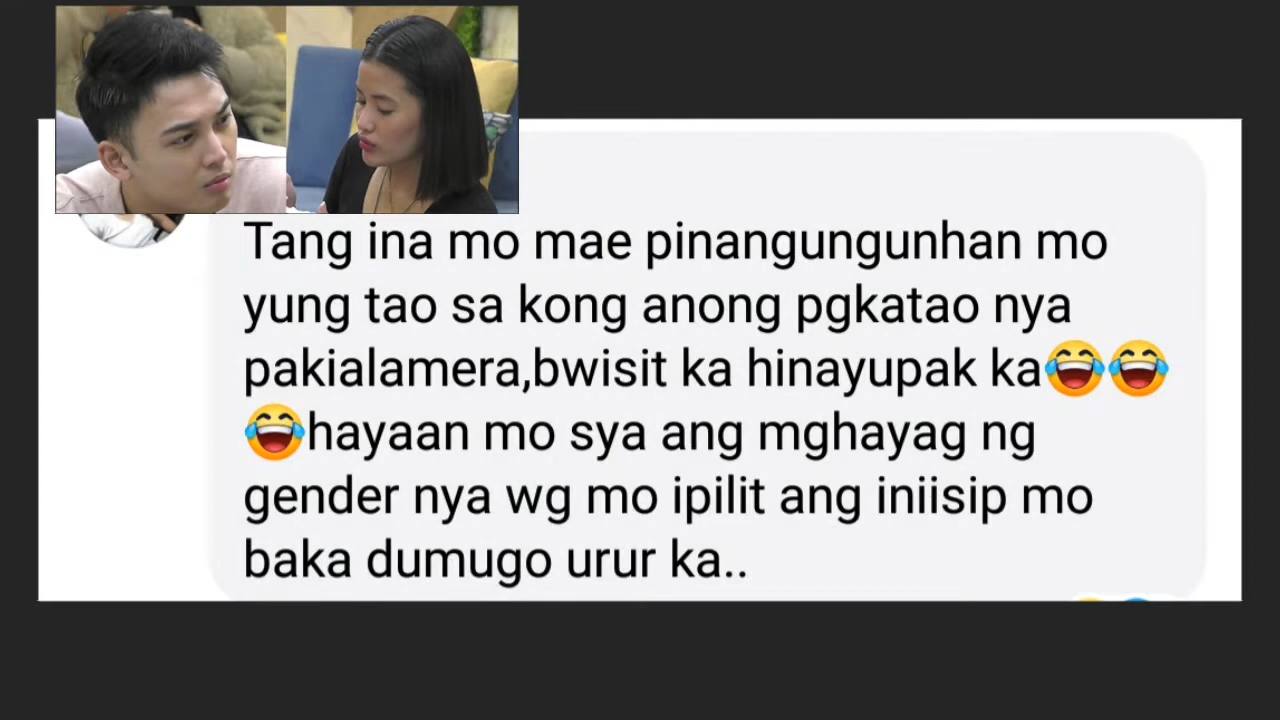 Tang ina mo mae pinangungunhan mo
yung tao sa kong anong pgkatao nya
pakialamera,bwisit ka hinayupak ka😂😂
😂hayaan mo sya ang mghayag ng
gender nya wg mo ipilit ang iniisip mo
baka dumugo urur ka..